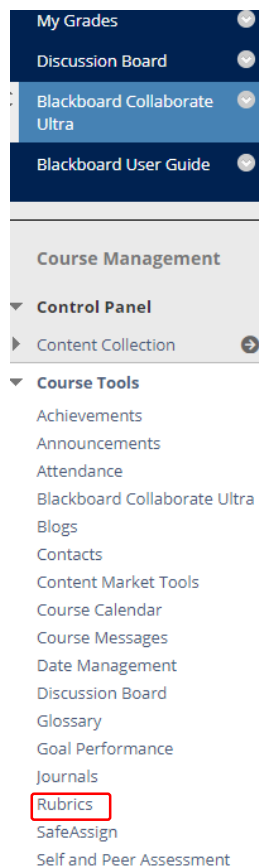 My Grades
Discussion Board
Blackboard Collaborate
Ultra
Blackboard User Guide
Course Management
Control Panel
Content Collection
Course Tools
Achievements
Announcements
Attendance
Blackboard Collaborate Ultra
Blogs
Contacts
Content Market Tools
Course Calendar
Course Messages
Date Management
Discussion Board
Glossary
Goal Performance
Journals
Rubrics
SafeAssign
Self and Peer Assessment